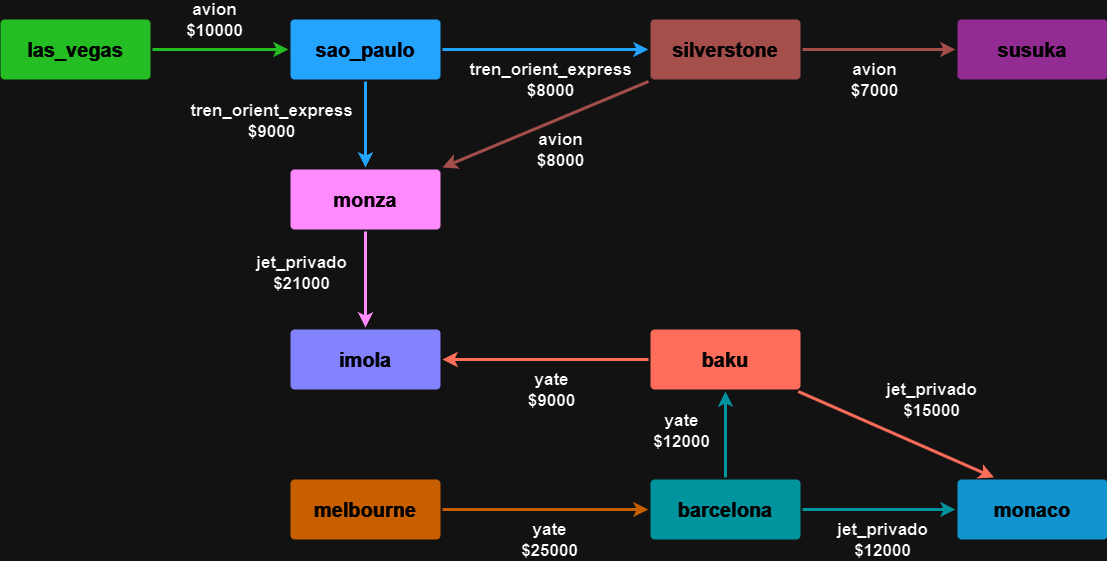 avion
$10000
las_vegas
sao_paulo
silverstone
susuka
tren_orient_express
$8000
avion
$7000
tren_orient_express
$9000
avion
$8000
monza
jet_privado
$21000
imola
baku
yate
$9000
jet_privado
$15000
yate
$12000
melbourne
barcelona
monaco
yate
$25000
jet_privado
$12000